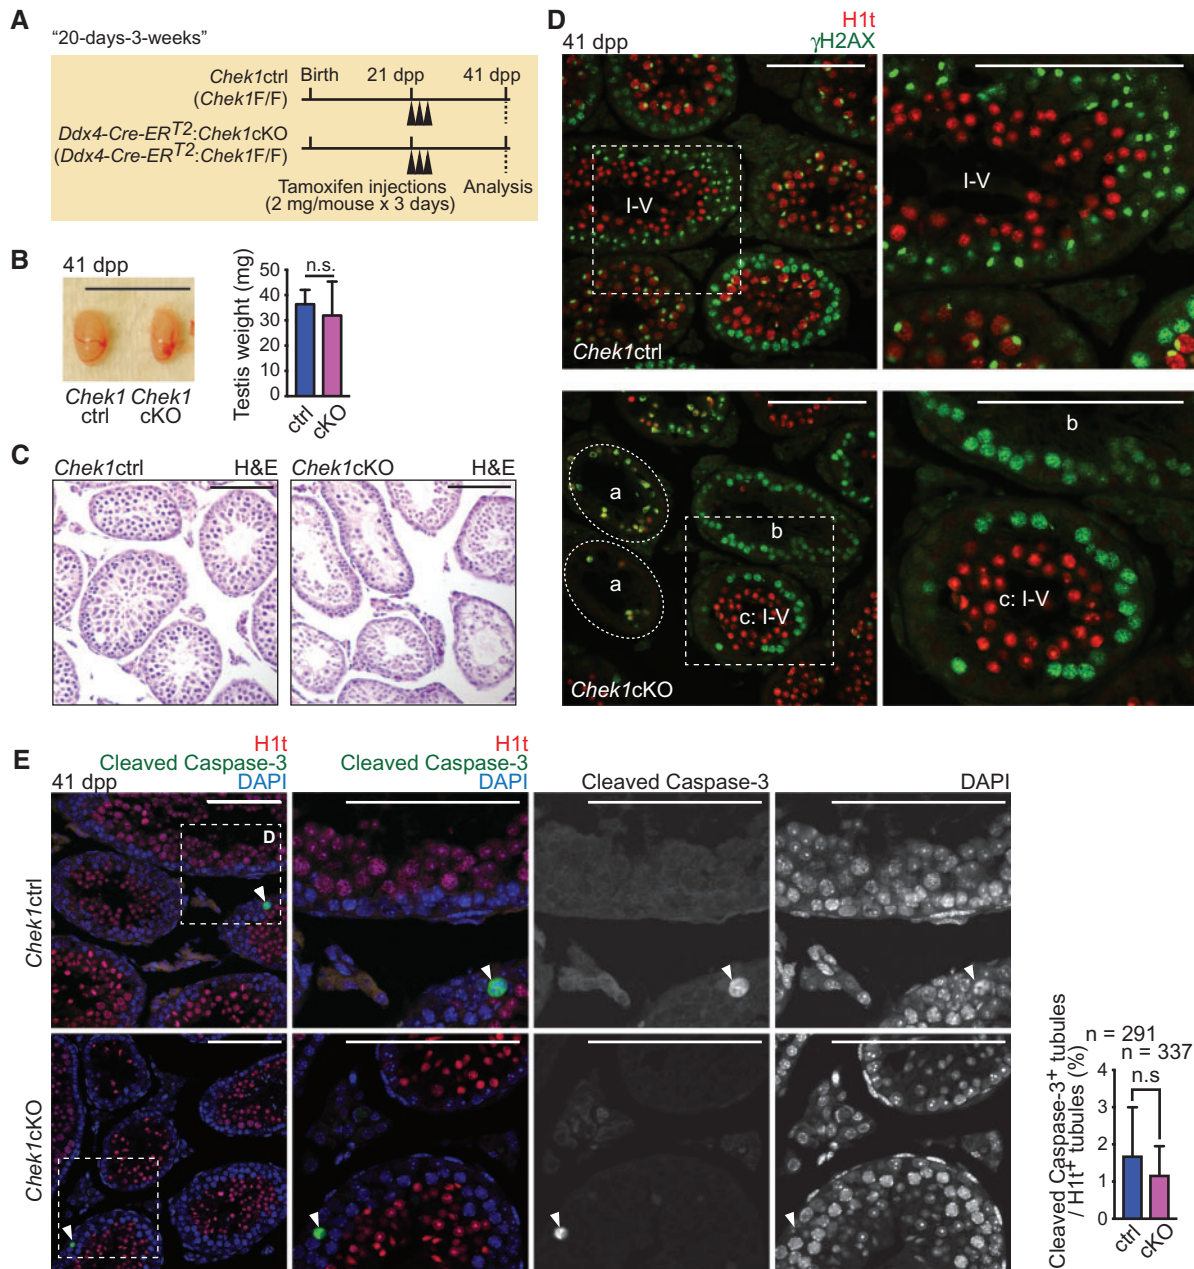 A
"20-days-3-weeks"
Chek1ctrl
(Chek1F/F)
Birth
21 dpp
41 dpp
Ddx4-Cre-ERT2:Chek1cKO
(Ddx4-Cre-ERT2:Chek1F/F)
Tamoxifen injections
(2 mg/mouse x 3 days)
Analysis
B
41 dpp
Chek1
ctrl
Chek1
cKO
Testis weight (mg)
50
40
30
20
10
0
n.s.
ctrl
cKO
C
Chek1ctrl
H&E
Chek1cKO
H&E
D
H1t
41 dpp
γH2AX
I-V
I-V
Chek1ctrl
a
a
b
c: I-V
b
c: I-V
Chek1cKO
E
H1t
Cleaved Caspase-3
41 dpp
DAPI
H1t
Cleaved Caspase-3
DAPI
Cleaved Caspase-3
DAPI
D
Chek1ctrl
Chek1cKO
Cleaved Caspase-3+ tubules
/ H1t+ tubules (%)
n = 291
n = 337
n.s
4
3
2
1
0
ctrl
cKO